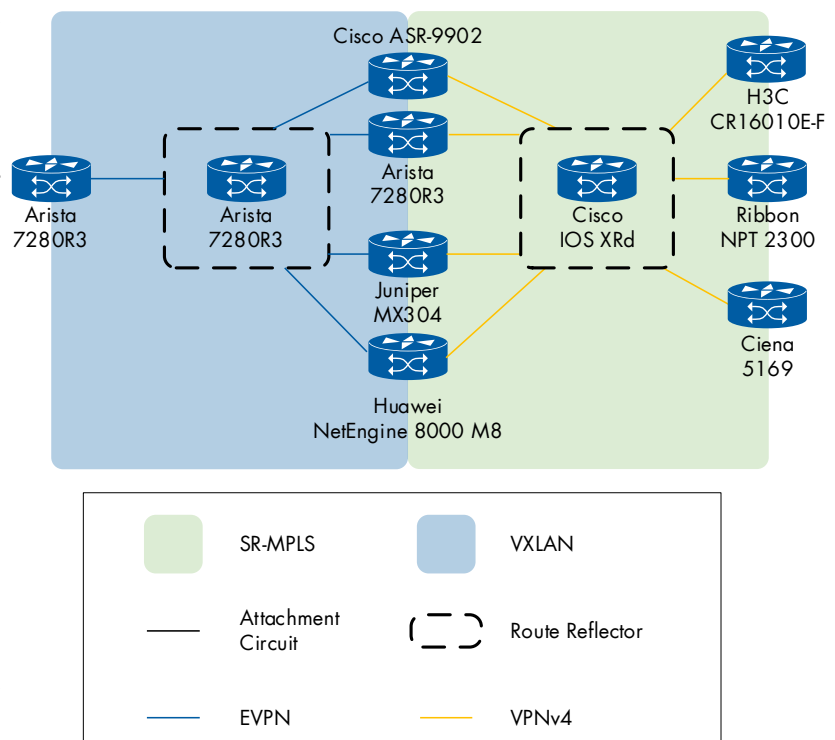 Cisco ASR-9902
H3C
CR16010E-F
Arista
7280R3
Arista
7280R3
Arista
7280R3
Cisco
IOS XRd
Ribbon
NPT 2300
Juniper
MX304
Ciena
5169
Huawei
NetEngine 8000 M8
SR-MPLS
VXLAN
Attachment
Circuit
Route Reflector
EVPN
VPNv4